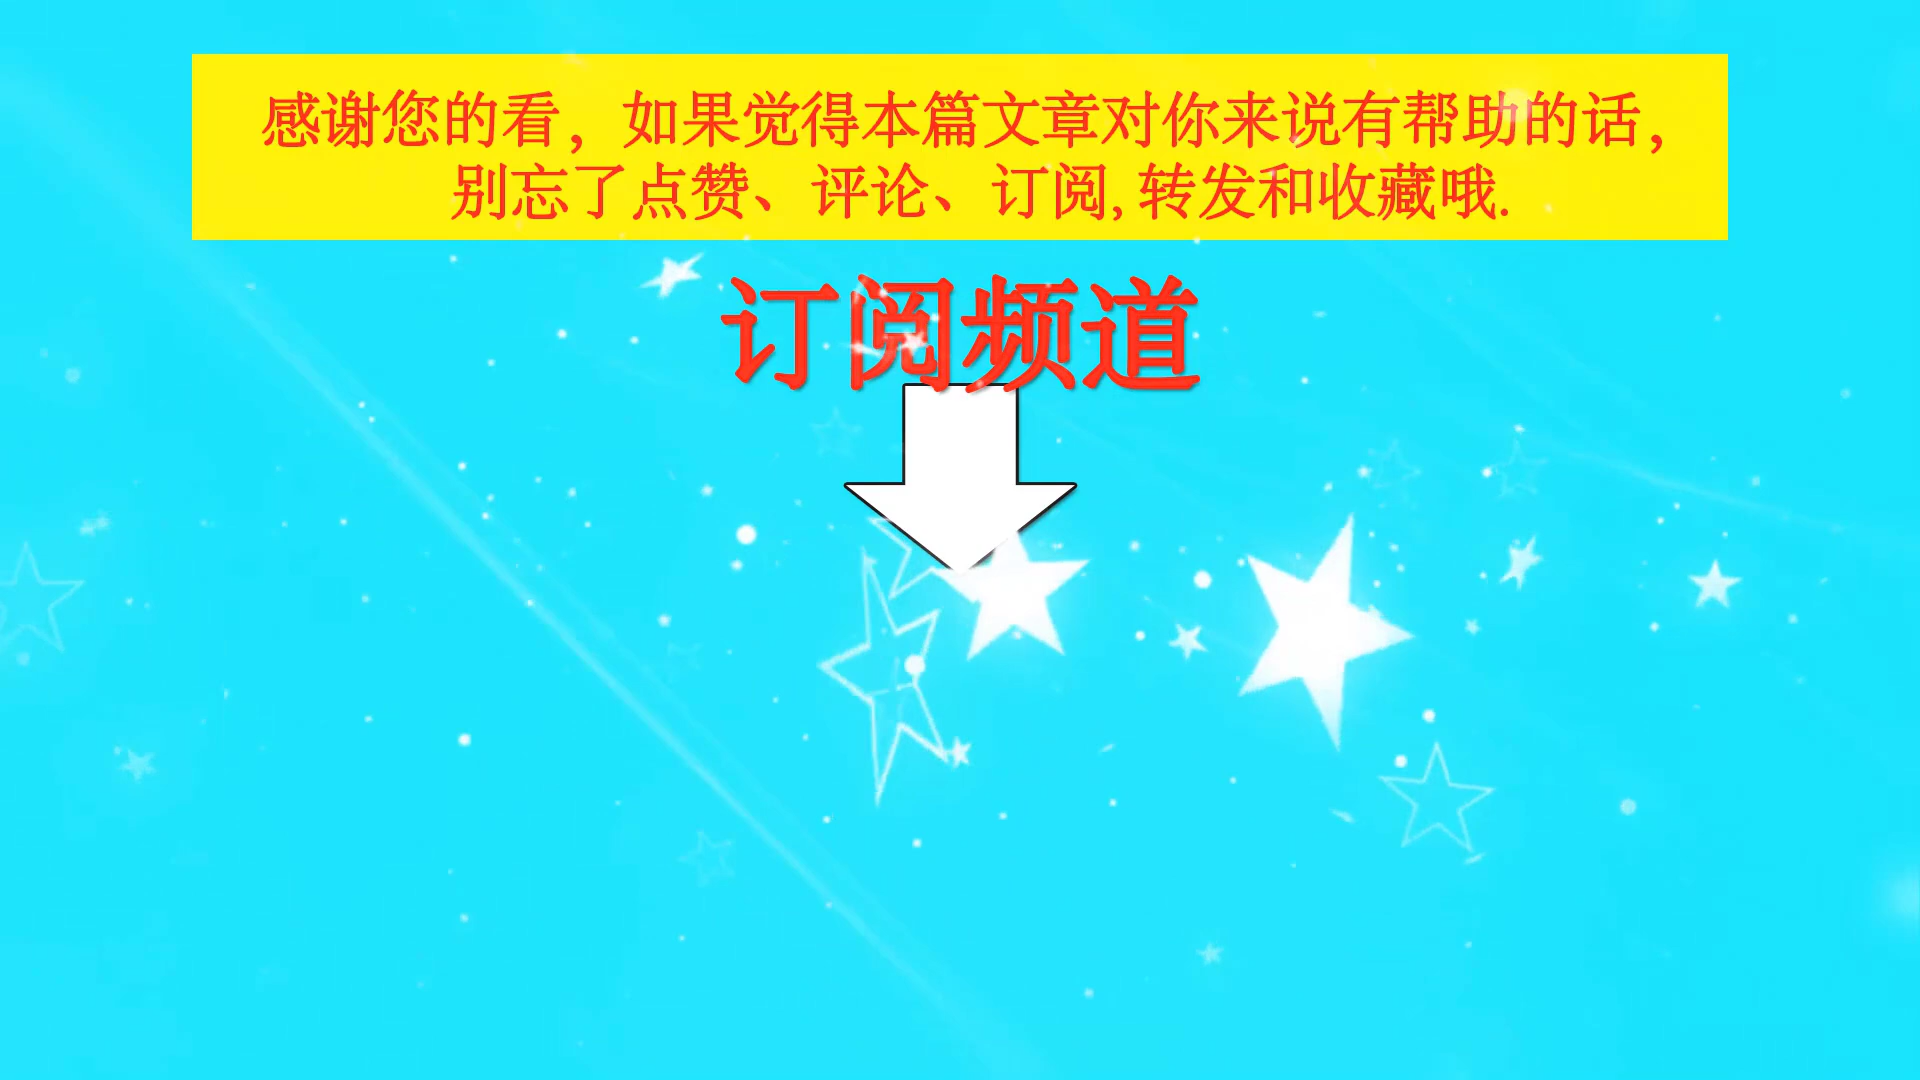 感谢您的看，如果觉得本篇文章对你来说有帮助的话，
别忘了点赞、评论、订阅,转发和收藏哦.
订阅频道